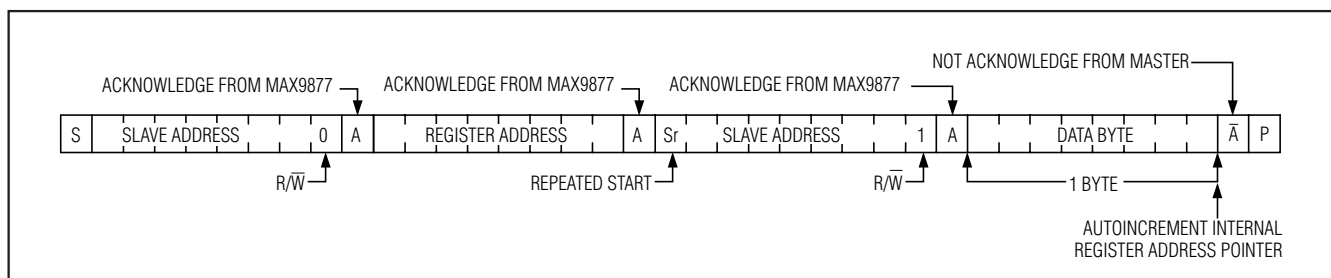 NOT ACKNOWLEDGE FROM MASTER
ACKNOWLEDGE FROM MAX9877 ACKNOWLEDGE FROM MAX9877 ACKNOWLEDGE FROM MAX9877
S SLAVE ADDRESS 0 A REGISTER ADDRESS A Sr SLAVE ADDRESS 1 A DATA BYTE A̅ P
R/W̅ REPEATED START R/W̅ 1 BYTE
AUTOINCREMENT INTERNAL
REGISTER ADDRESS POINTER